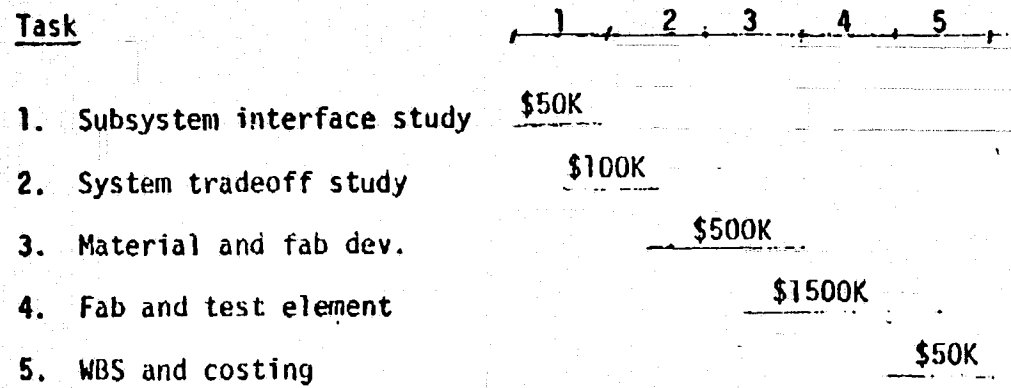 Task 1 2 3 4 5
1. Subsystem interface study $50K
2. System tradeoff study $100K
3. Material and fab dev. $500K
4. Fab and test element $1500K
5. WBS and costing $50K